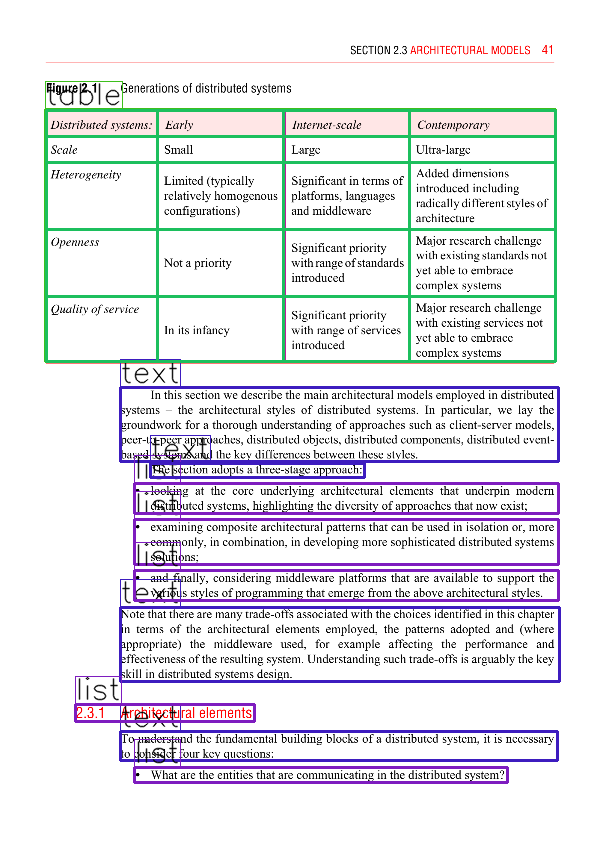 SECTION 2.3 ARCHITECTURAL MODELS 41
Figure 2.1 Generations of distributed systems
table
Distributed systems: Early Internet-scale Contemporary
Scale Small Large Ultra-large
Heterogeneity
Limited (typically
relatively homogenous
configurations)
Significant in terms of
platforms, languages
and middleware
Added dimensions
introduced including
radically different styles of
architecture
Openness
Not a priority
Significant priority
with range of standards
introduced
Major research challenge
with existing standards not
yet able to embrace
complex systems
Quality of service
In its infancy
Significant priority
with range of services
introduced
Major research challenge
with existing services not
yet able to embrace
complex systems
text
In this section we describe the main architectural models employed in distributed
systems – the architectural styles of distributed systems. In particular, we lay the
groundwork for a thorough understanding of approaches such as client-server models,
peer-to-peer approaches, distributed objects, distributed components, distributed event-
based systems and the key differences between these styles.
text
The section adopts a three-stage approach:
list
• looking at the core underlying architectural elements that underpin modern
distributed systems, highlighting the diversity of approaches that now exist;
list
• examining composite architectural patterns that can be used in isolation or, more
commonly, in combination, in developing more sophisticated distributed systems
solutions;
list
• and finally, considering middleware platforms that are available to support the
various styles of programming that emerge from the above architectural styles.
text
Note that there are many trade-offs associated with the choices identified in this chapter
in terms of the architectural elements employed, the patterns adopted and (where
appropriate) the middleware used, for example affecting the performance and
effectiveness of the resulting system. Understanding such trade-offs is arguably the key
skill in distributed systems design.
list
2.3.1 Architectural elements
text
To understand the fundamental building blocks of a distributed system, it is necessary
to consider four key questions:
list
• What are the entities that are communicating in the distributed system?